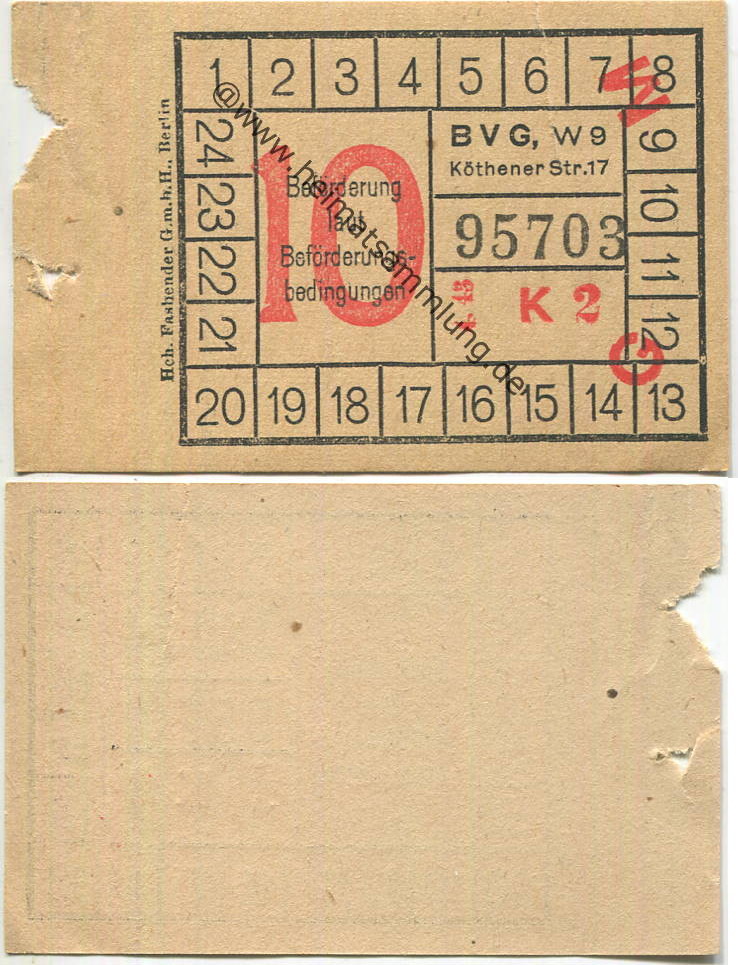 1 2 3 4 5 6 7 8
W
24 23 22 21
9 10 11 12
BVG, W 9
Köthener Str. 17
95703
K 2
10
Beförderung
laut
Beförderungs-
bedingungen
G
20 19 18 17 16 15 14 13
Hch. Fashender G.m.b.H., Berlin
@www.heimatsammlung.de